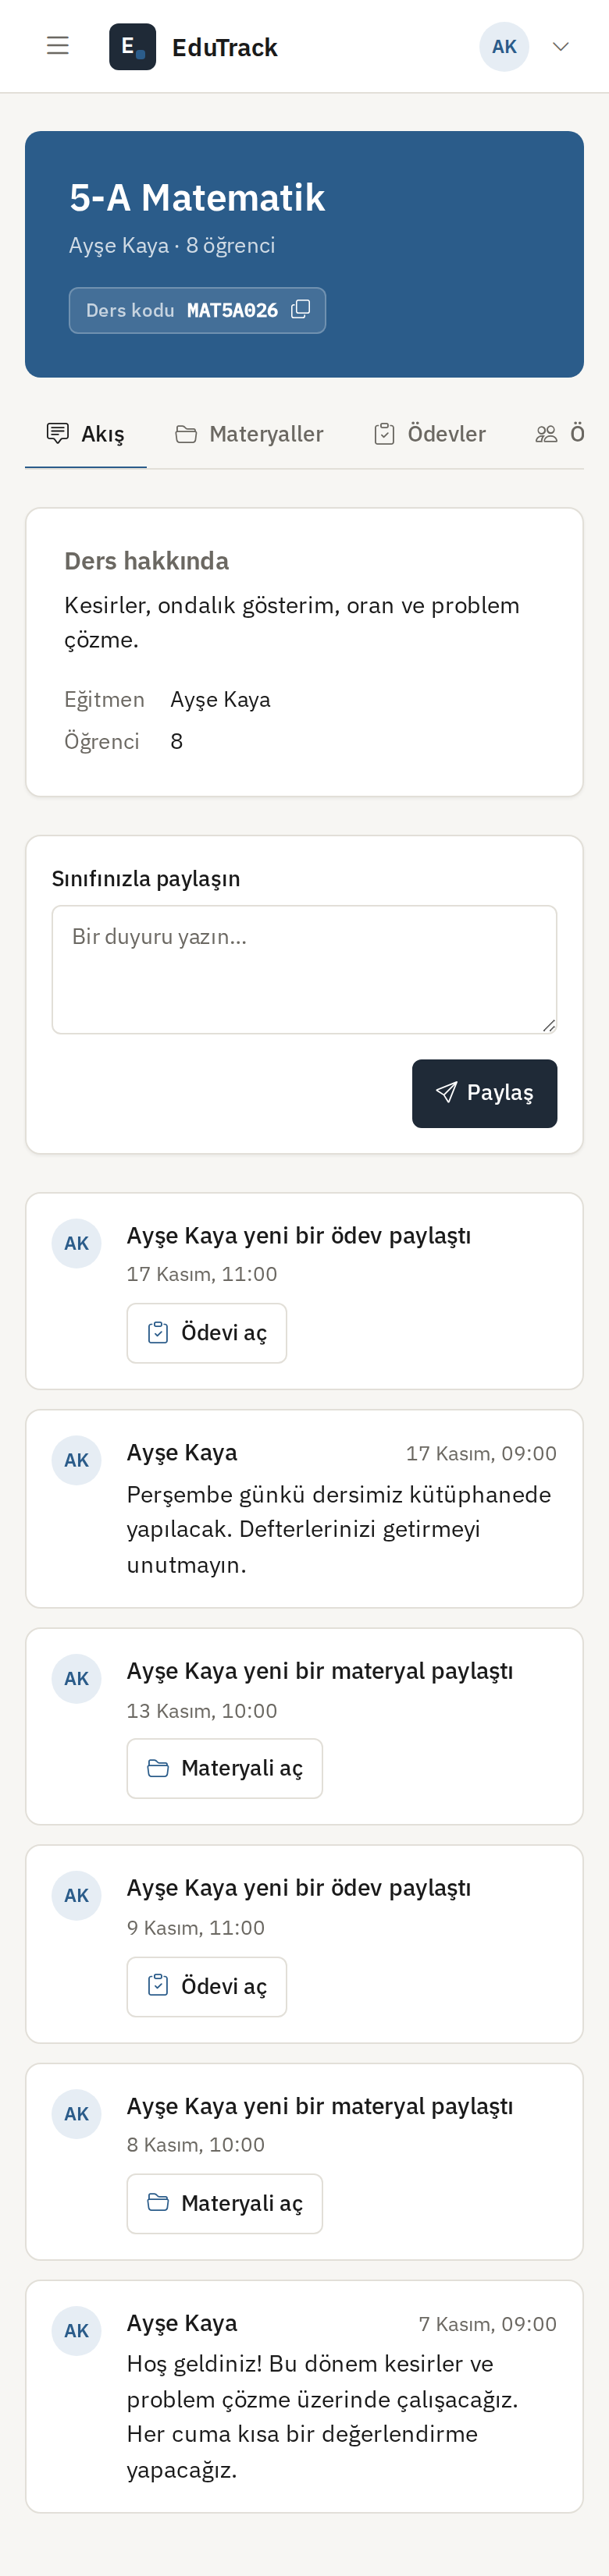 E
EduTrack
AK
5-A Matematik
Ayşe Kaya · 8 öğrenci
Ders kodu MAT5A026
Akış Materyaller Ödevler Ö
Ders hakkında
Kesirler, ondalık gösterim, oran ve problem
çözme.
Eğitmen Ayşe Kaya
Öğrenci 8
Sınıfınızla paylaşın
Bir duyuru yazın...
Paylaş
AK
Ayşe Kaya yeni bir ödev paylaştı
17 Kasım, 11:00
Ödevi aç
AK
Ayşe Kaya 17 Kasım, 09:00
Perşembe günkü dersimiz kütüphanede
yapılacak. Defterlerinizi getirmeyi
unutmayın.
AK
Ayşe Kaya yeni bir materyal paylaştı
13 Kasım, 10:00
Materyali aç
AK
Ayşe Kaya yeni bir ödev paylaştı
9 Kasım, 11:00
Ödevi aç
AK
Ayşe Kaya yeni bir materyal paylaştı
8 Kasım, 10:00
Materyali aç
AK
Ayşe Kaya 7 Kasım, 09:00
Hoş geldiniz! Bu dönem kesirler ve
problem çözme üzerinde çalışacağız.
Her cuma kısa bir değerlendirme
yapacağız.